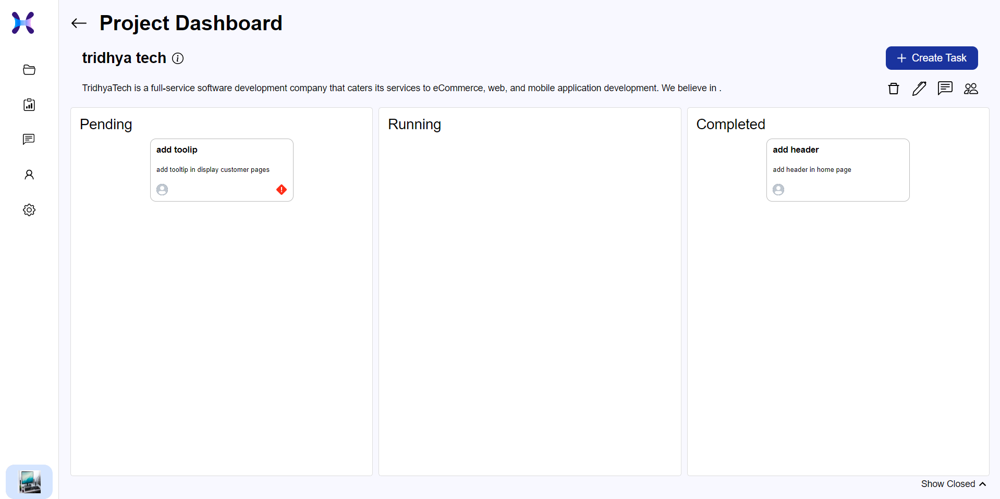 Project Dashboard
tridhya tech
Create Task
TridhyaTech is a full-service software development company that caters its services to eCommerce, web, and mobile application development. We believe in .
Pending
add toolip
add tooltip in display customer pages
Running
Completed
add header
add header in home page
Show Closed